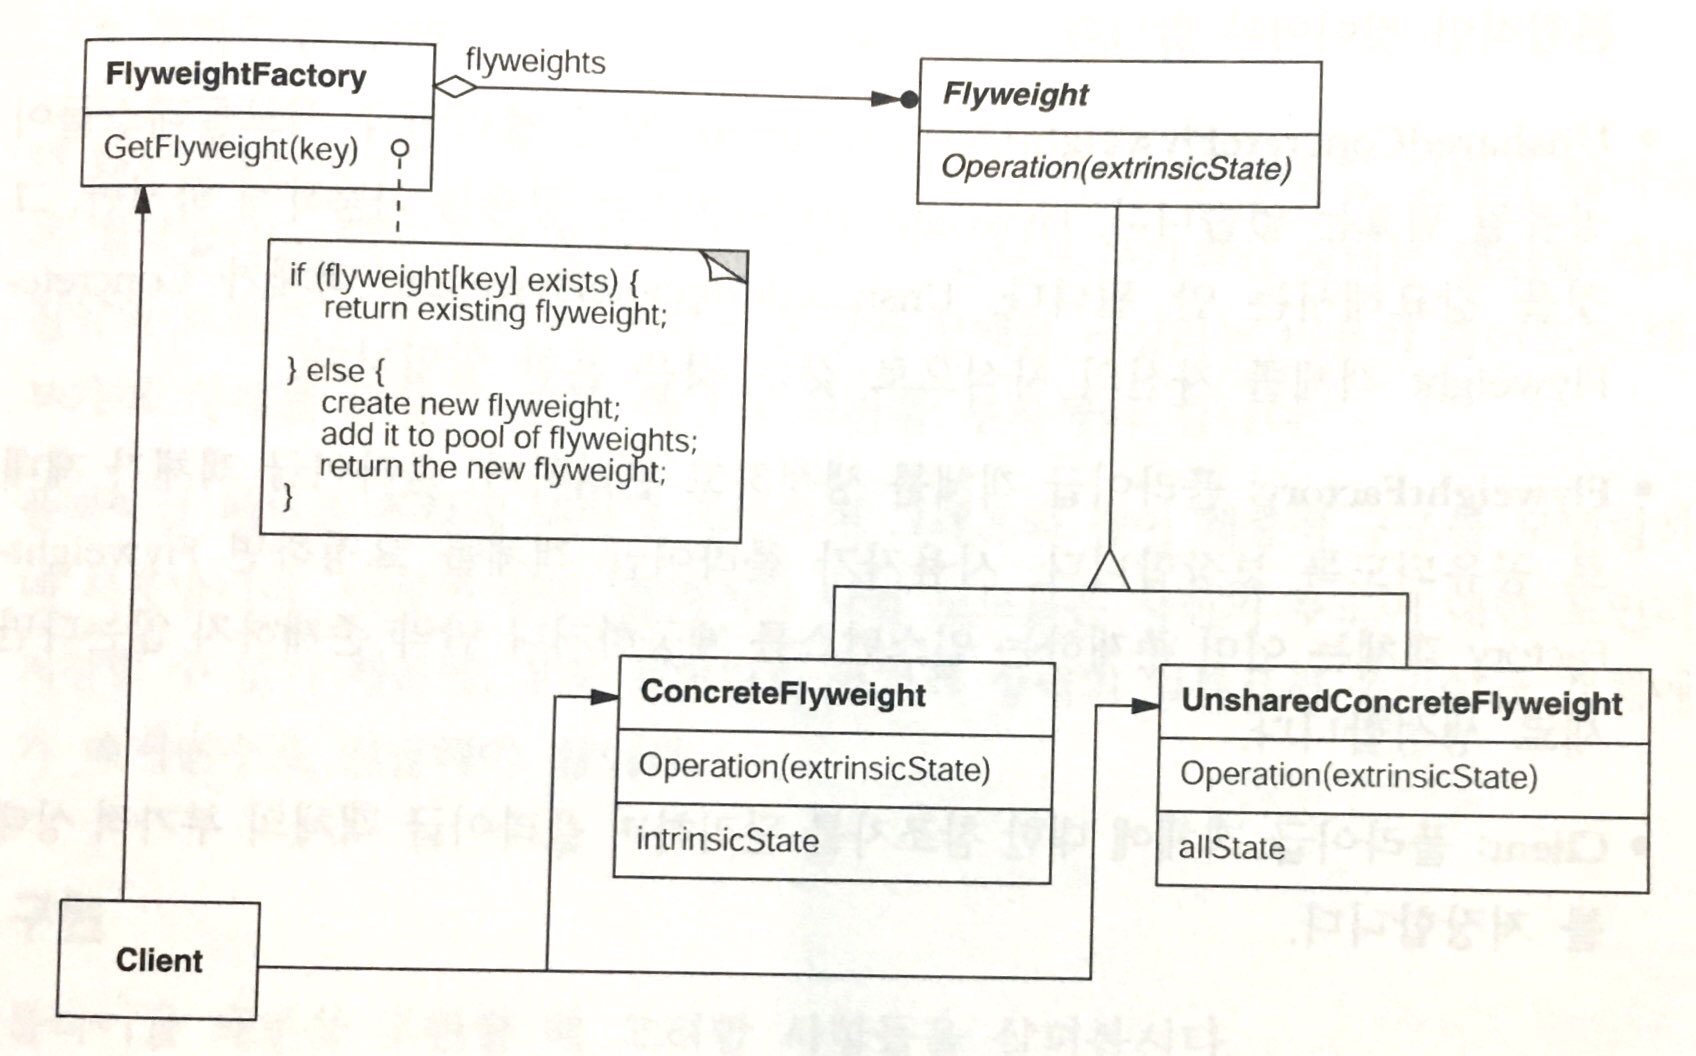 FlyweightFactory
GetFlyweight(key)
flyweights
Flyweight
Operation(extrinsicState)
if (flyweight[key] exists) {
return existing flyweight;
} else {
create new flyweight;
add it to pool of flyweights;
return the new flyweight;
}
ConcreteFlyweight
Operation(extrinsicState)
intrinsicState
UnsharedConcreteFlyweight
Operation(extrinsicState)
allState
Client